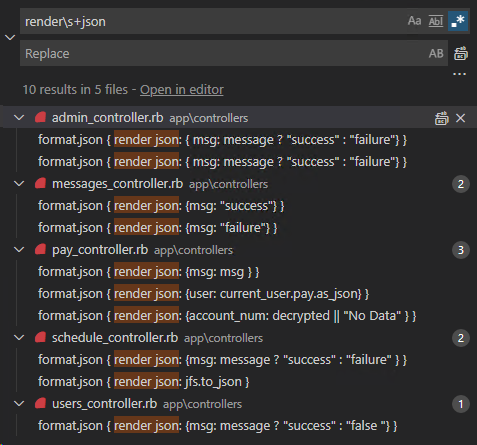 render\s+json
Aa Ab .*
Replace
AB
10 results in 5 files - Open in editor
admin_controller.rb app\controllers
format.json { render json: { msg: message ? "success" : "failure"} }
format.json { render json: { msg: message ? "success" : "failure"} }
messages_controller.rb app\controllers 2
format.json { render json: {msg: "success"} }
format.json { render json: {msg: "failure"} }
pay_controller.rb app\controllers 3
format.json { render json: {msg: msg } }
format.json { render json: {user: current_user.pay.as_json} }
format.json { render json: {account_num: decrypted || "No Data" } }
schedule_controller.rb app\controllers 2
format.json { render json: {msg: message ? "success" : "failure" } }
format.json { render json: jfs.to_json }
users_controller.rb app\controllers 1
format.json { render json: {msg: message ? "success" : "false "} }